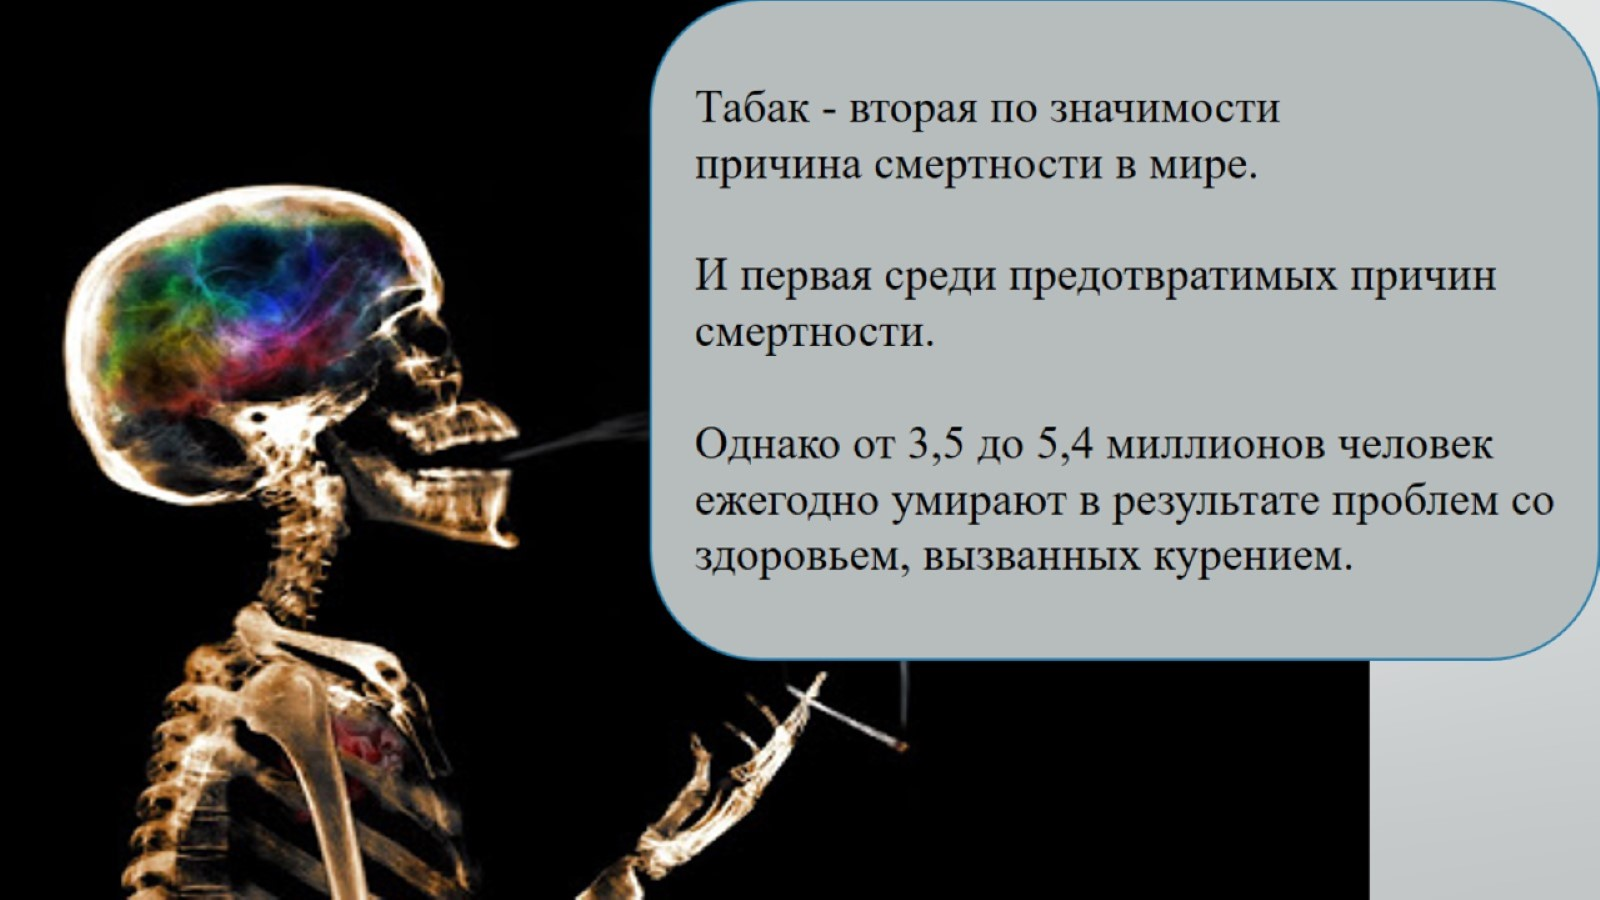 Табак - вторая по значимости
причина смертности в мире.
И первая среди предотвратимых причин
смертности.
Однако от 3,5 до 5,4 миллионов человек
ежегодно умирают в результате проблем со
здоровьем, вызванных курением.